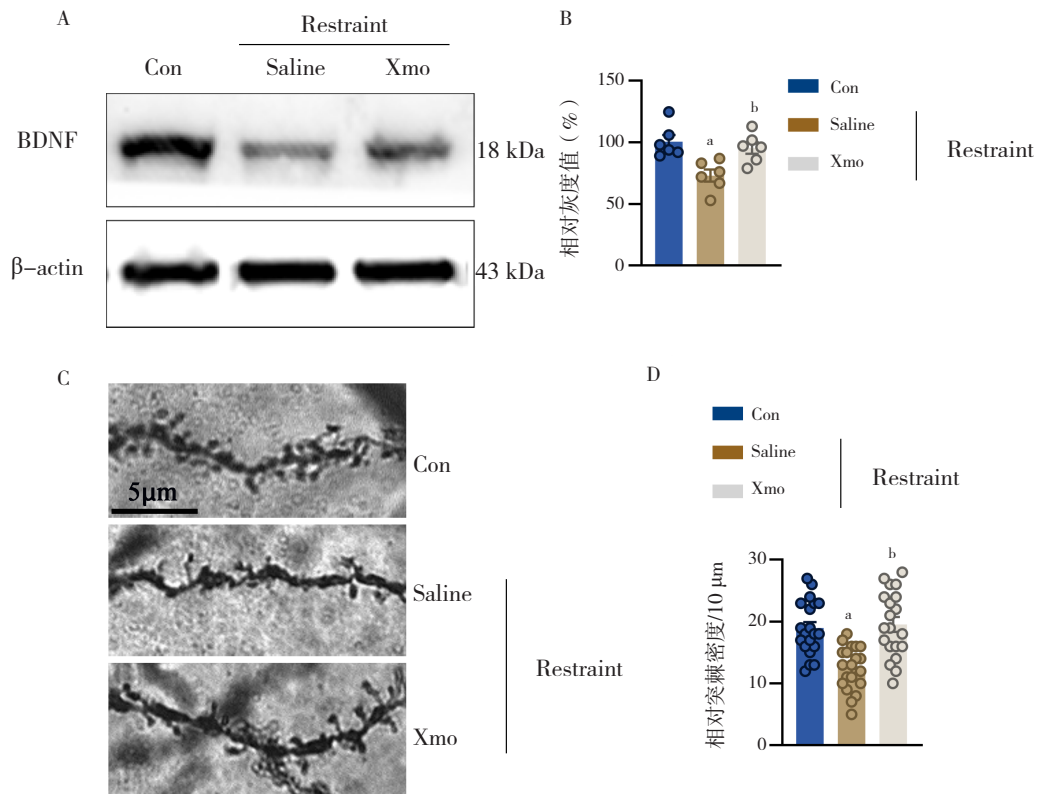 A
Restraint
Con
Saline
Xmo
BDNF
18 kDa
β-actin
43 kDa
B
相对灰度值（%）
150
100
50
0
a
b
Con
Saline
Xmo
Restraint
C
5μm
Con
Saline
Xmo
Restraint
D
Con
Saline
Xmo
Restraint
相对突棘密度/10 μm
30
20
10
0
a
b